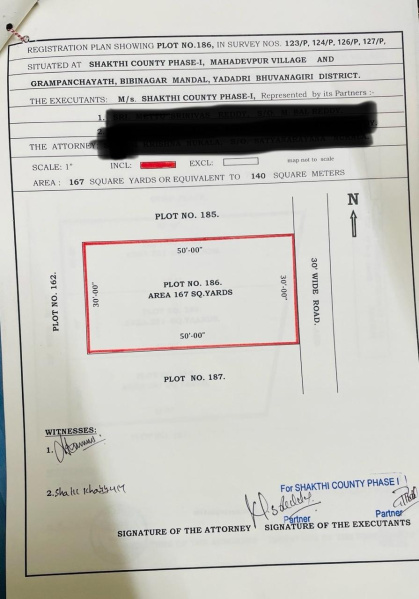 REGISTRATION PLAN SHOWING PLOT NO.186, IN SURVEY NOS. 123/P, 124/P, 126/P, 127/P,
SITUATED AT SHAKTHI COUNTY PHASE-I, MAHADEVPUR VILLAGE AND
GRAMPANCHAYATH, BIBINAGAR MANDAL, YADADRI BHUVANAGIRI DISTRICT.
THE EXECUTANTS: M/s. SHAKTHI COUNTY PHASE-I, Represented by its Partners :-
1.
2.
THE ATTORNEY
SCALE: 1" INCL: EXCL: map not to scale
AREA : 167 SQUARE YARDS OR EQUIVALENT TO 140 SQUARE METERS
N
PLOT NO. 185.
50'-00"
PLOT NO. 162.
30'-00"
PLOT NO. 186.
AREA 167 SQ.YARDS
30'-00"
30' WIDE ROAD.
50'-00"
PLOT NO. 187.
WITNESSES:
1.
2.
For SHAKTHI COUNTY PHASE I
Partner
Partner
SIGNATURE OF THE ATTORNEY SIGNATURE OF THE EXECUTANTS